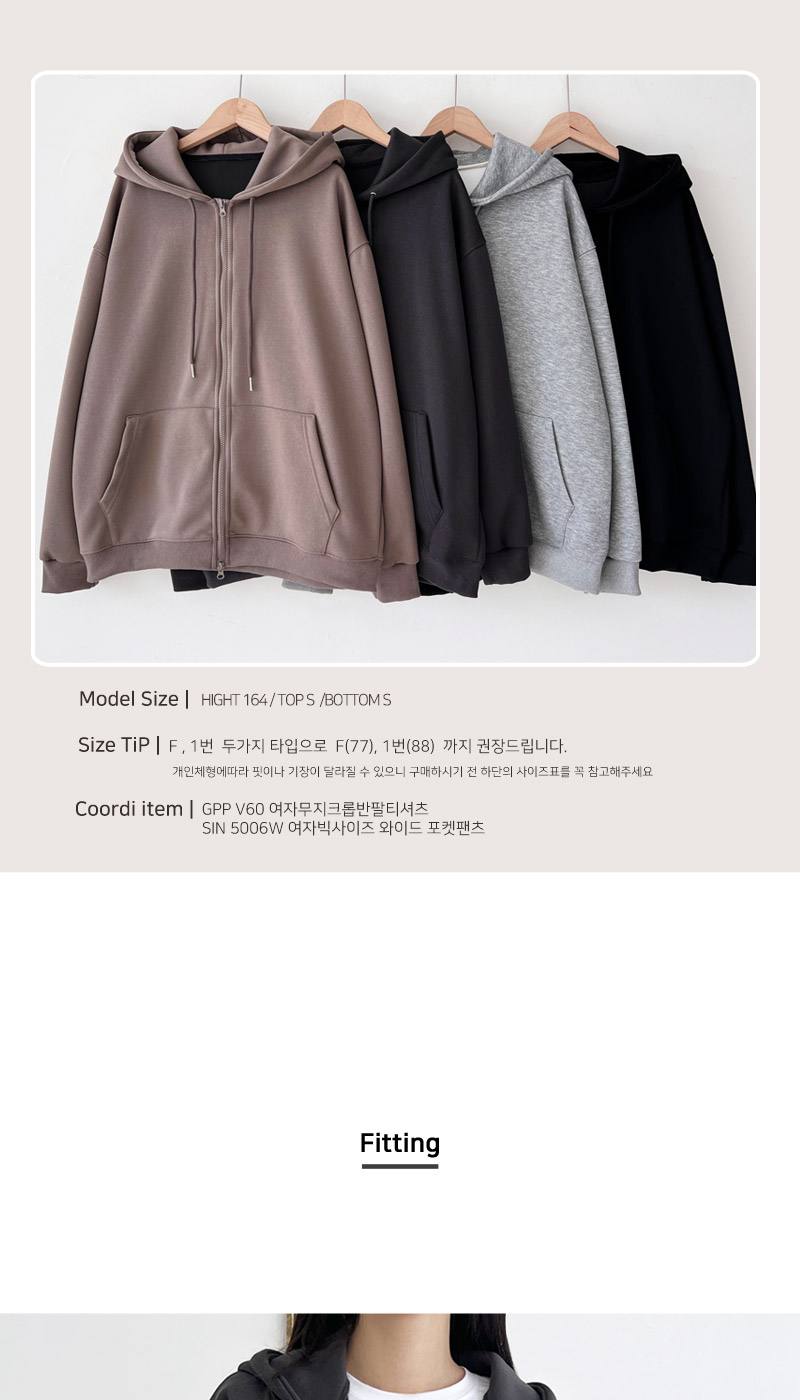 Model Size | HIGHT 164 / TOP S /BOTTOM S
Size TiP | F , 1번 두가지 타입으로 F(77), 1번(88) 까지 권장드립니다.
개인체형에따라 핏이나 기장이 달라질 수 있으니 구매하시기 전 하단의 사이즈표를 꼭 참고해주세요
Coordi item | GPP V60 여자무지크롭반팔티셔츠
SIN 5006W 여자빅사이즈 와이드 포켓팬츠
Fitting